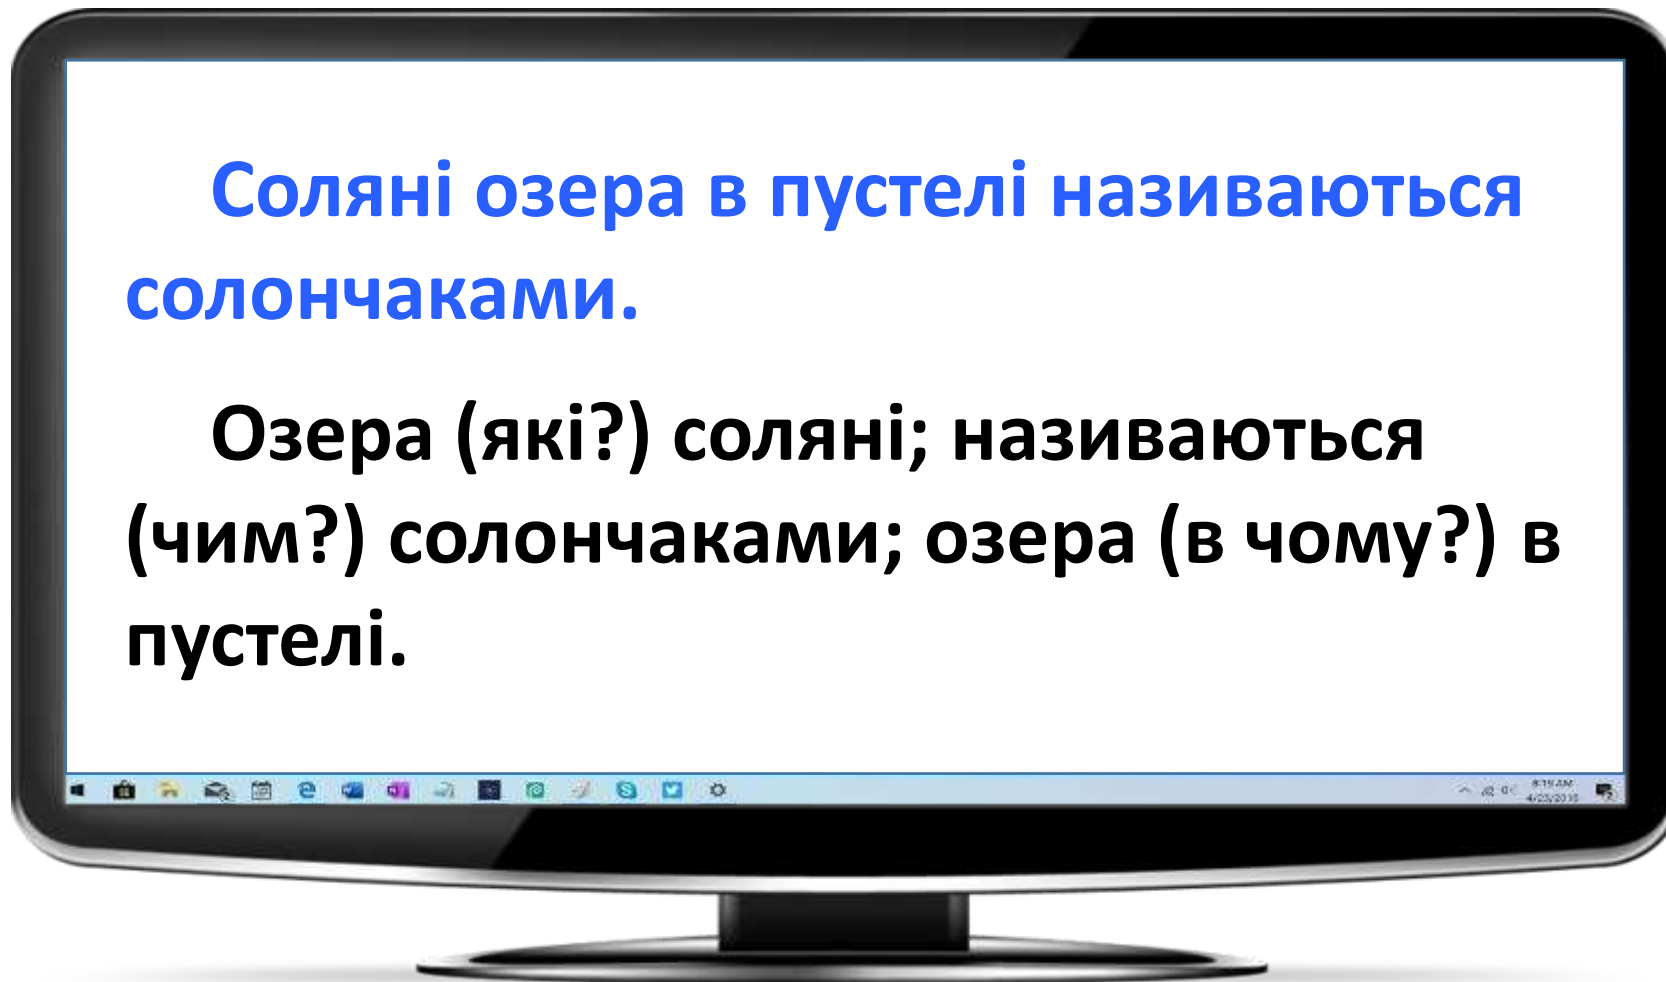 Соляні озера в пустелі називаються
солончаками.
Озера (які?) соляні; називаються
(чим?) солончаками; озера (в чому?) в
пустелі.